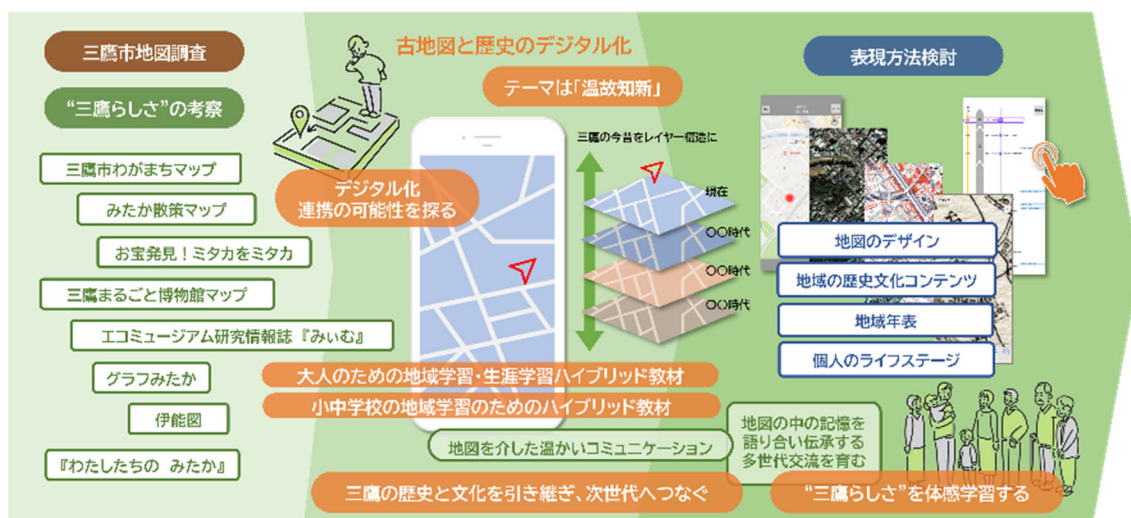 三鷹市地図調査
“三鷹らしさ”の考察
三鷹市わがまちマップ
みたか散策マップ
お宝発見！ミタカをミタカ
三鷹まるごと博物館マップ
エコミュージアム研究情報誌『みぃむ』
グラフみたか
伊能図
『わたしたちの みたか』
古地図と歴史のデジタル化
テーマは「温故知新」
デジタル化
連携の可能性を探る
三鷹の今昔をレイヤー構造に
現在
〇〇時代
〇〇時代
〇〇時代
大人のための地域学習・生涯学習ハイブリッド教材
小中学校の地域学習のためのハイブリッド教材
地図を介した温かいコミュニケーション
三鷹の歴史と文化を引き継ぎ、次世代へつなぐ
表現方法検討
地図のデザイン
地域の歴史文化コンテンツ
地域年表
個人のライフステージ
地図の中の記憶を
語り合い伝承する
多世代交流を育む
“三鷹らしさ”を体感学習する